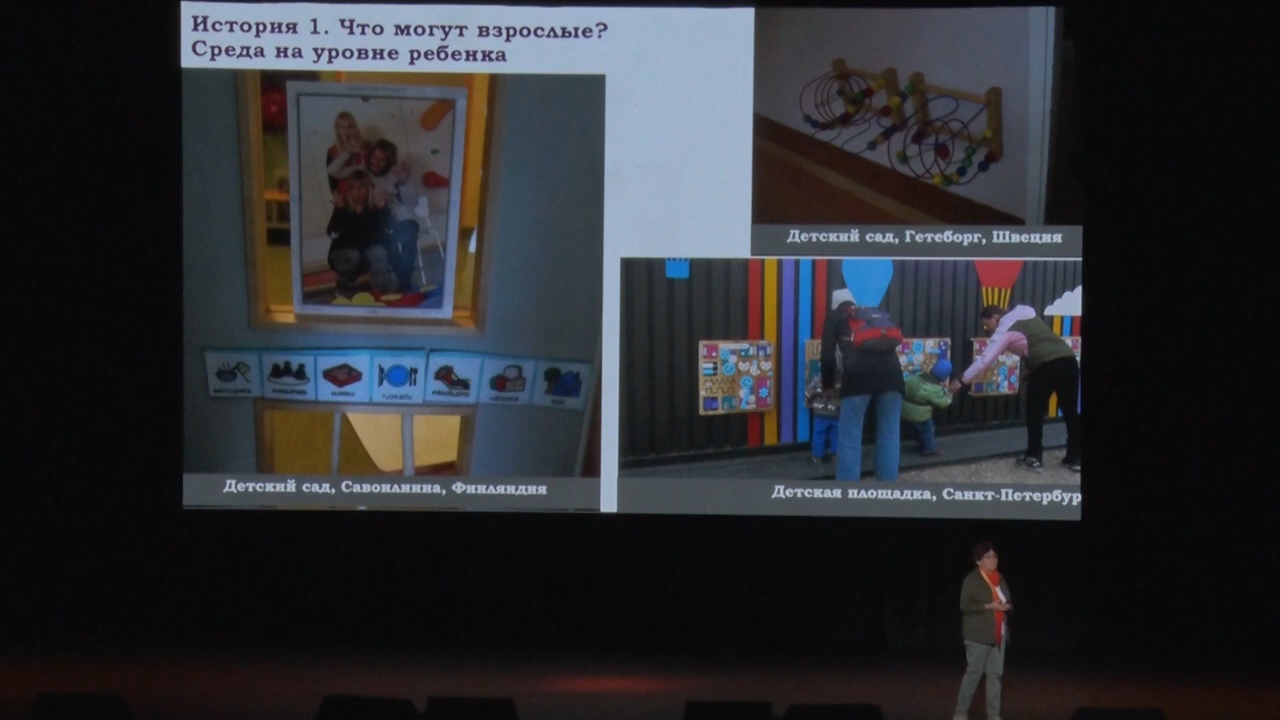 История 1. Что могут взрослые?
Среда на уровне ребенка
Детский сад, Гетеборг, Швеция
ruokailu
Детский сад, Савонлинна, Финляндия
Детская площадка, Санкт-Петербур